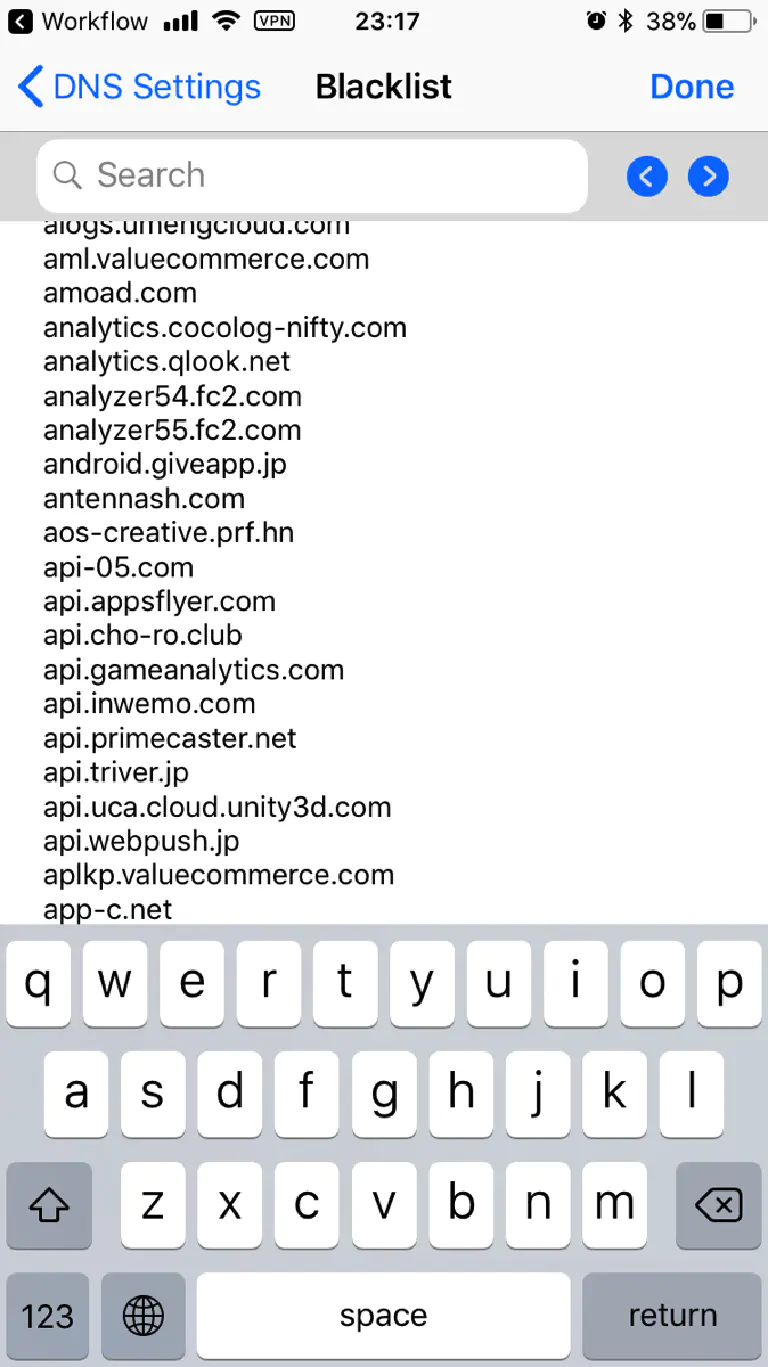 Workflow VPN 23:17 38%
DNS Settings Blacklist Done
Search
alogs.umengcloud.com
aml.valuecommerce.com
amoad.com
analytics.cocolog-nifty.com
analytics.qlook.net
analyzer54.fc2.com
analyzer55.fc2.com
android.giveapp.jp
antennash.com
aos-creative.prf.hn
api-05.com
api.appsflyer.com
api.cho-ro.club
api.gameanalytics.com
api.inwemo.com
api.primecaster.net
api.triver.jp
api.uca.cloud.unity3d.com
api.webpush.jp
aplkp.valuecommerce.com
app-c.net
q w e r t y u i o p
a s d f g h j k l
z x c v b n m
123 space return